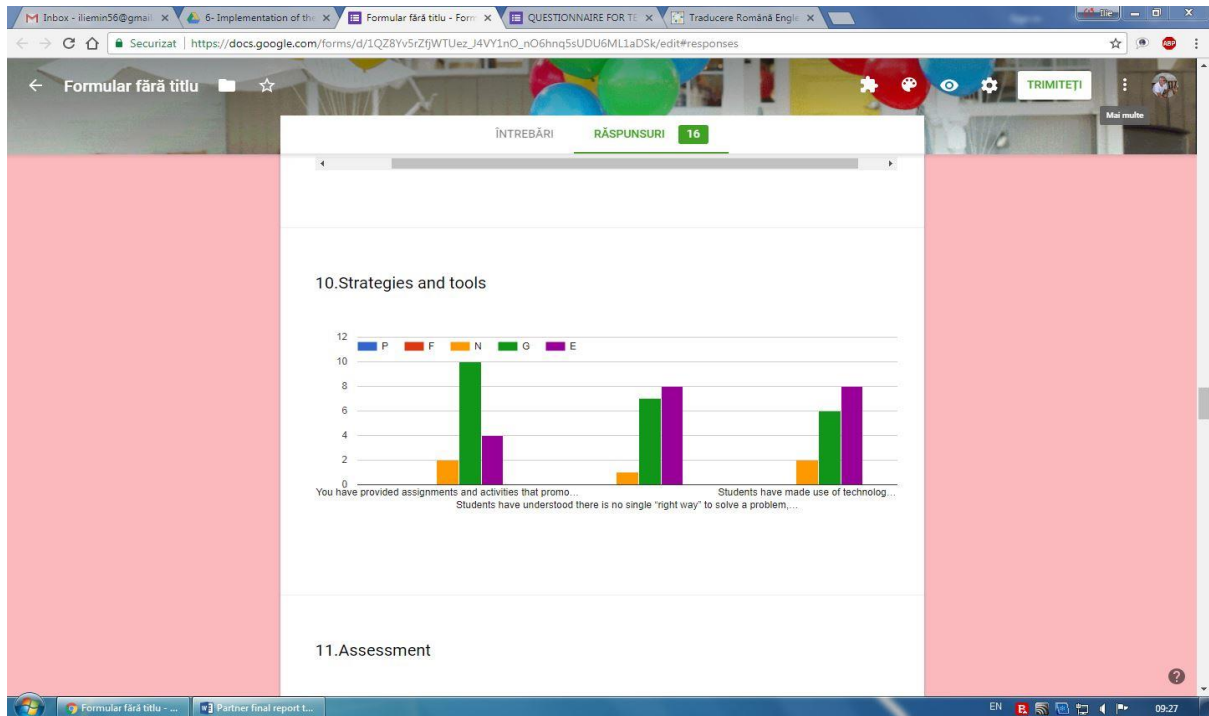 Inbox - iliemin56@gmail
6- Implementation of the
Formular fără titlu - Form
QUESTIONNAIRE FOR TE
Traducere Română Engle
Ilie
Securizat | https://docs.google.com/forms/d/1QZ8Yv5rZfjWTUez_J4VY1nO_nO6hnq5sUDU6ML1aDSk/edit#responses
ABP
Formular fără titlu
TRIMITEȚI
Mai multe
ÎNTREBĂRI RĂSPUNSURI 16
10.Strategies and tools
12
P F N G E
10
8
6
4
2
0
You have provided assignments and activities that promo...
Students have made use of technolog...
Students have understood there is no single "right way" to solve a problem,...
11.Assessment
Formular fără titlu - ...
Partner final report t...
EN
09:27